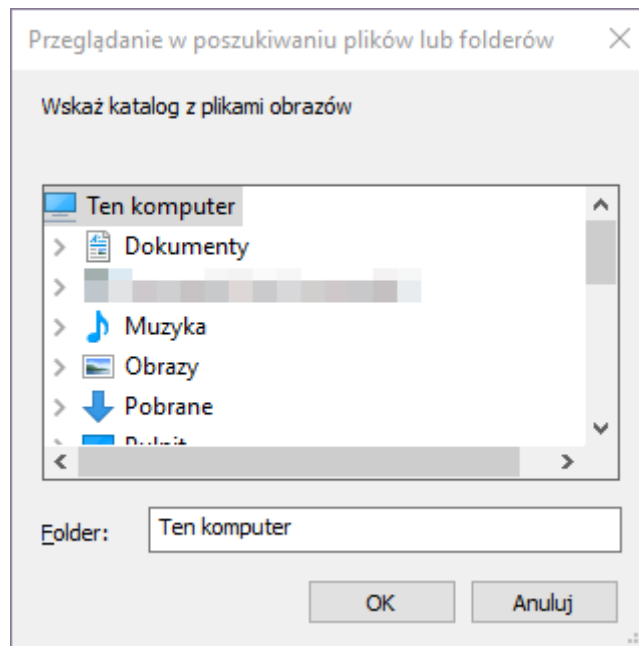 Przeglądanie w poszukiwaniu plików lub folderów
Wskaż katalog z plikami obrazów
Ten komputer
Dokumenty
Muzyka
Obrazy
Pobrane
Folder:
Ten komputer
OK
Anuluj